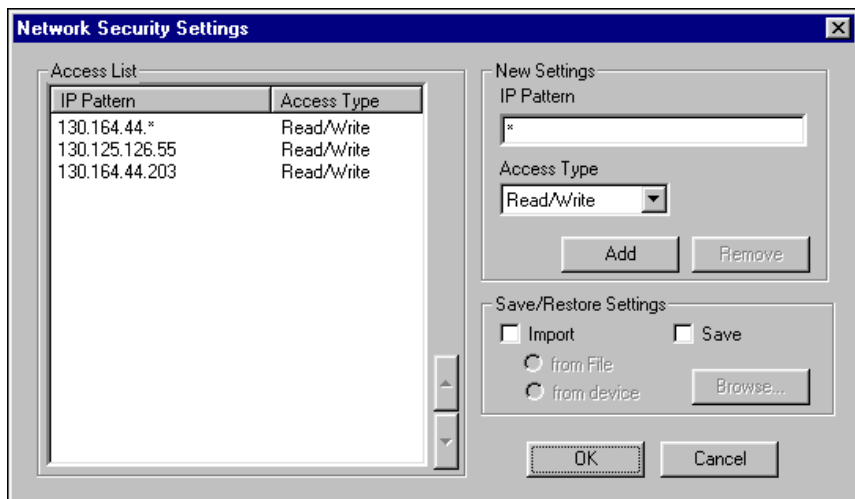 Network Security Settings
Access List
IP Pattern Access Type
130.164.44.* Read/Write
130.125.126.55 Read/Write
130.164.44.203 Read/Write
New Settings
IP Pattern
*
Access Type
Read/Write
Add Remove
Save/Restore Settings
Import Save
from File
from device Browse...
OK Cancel